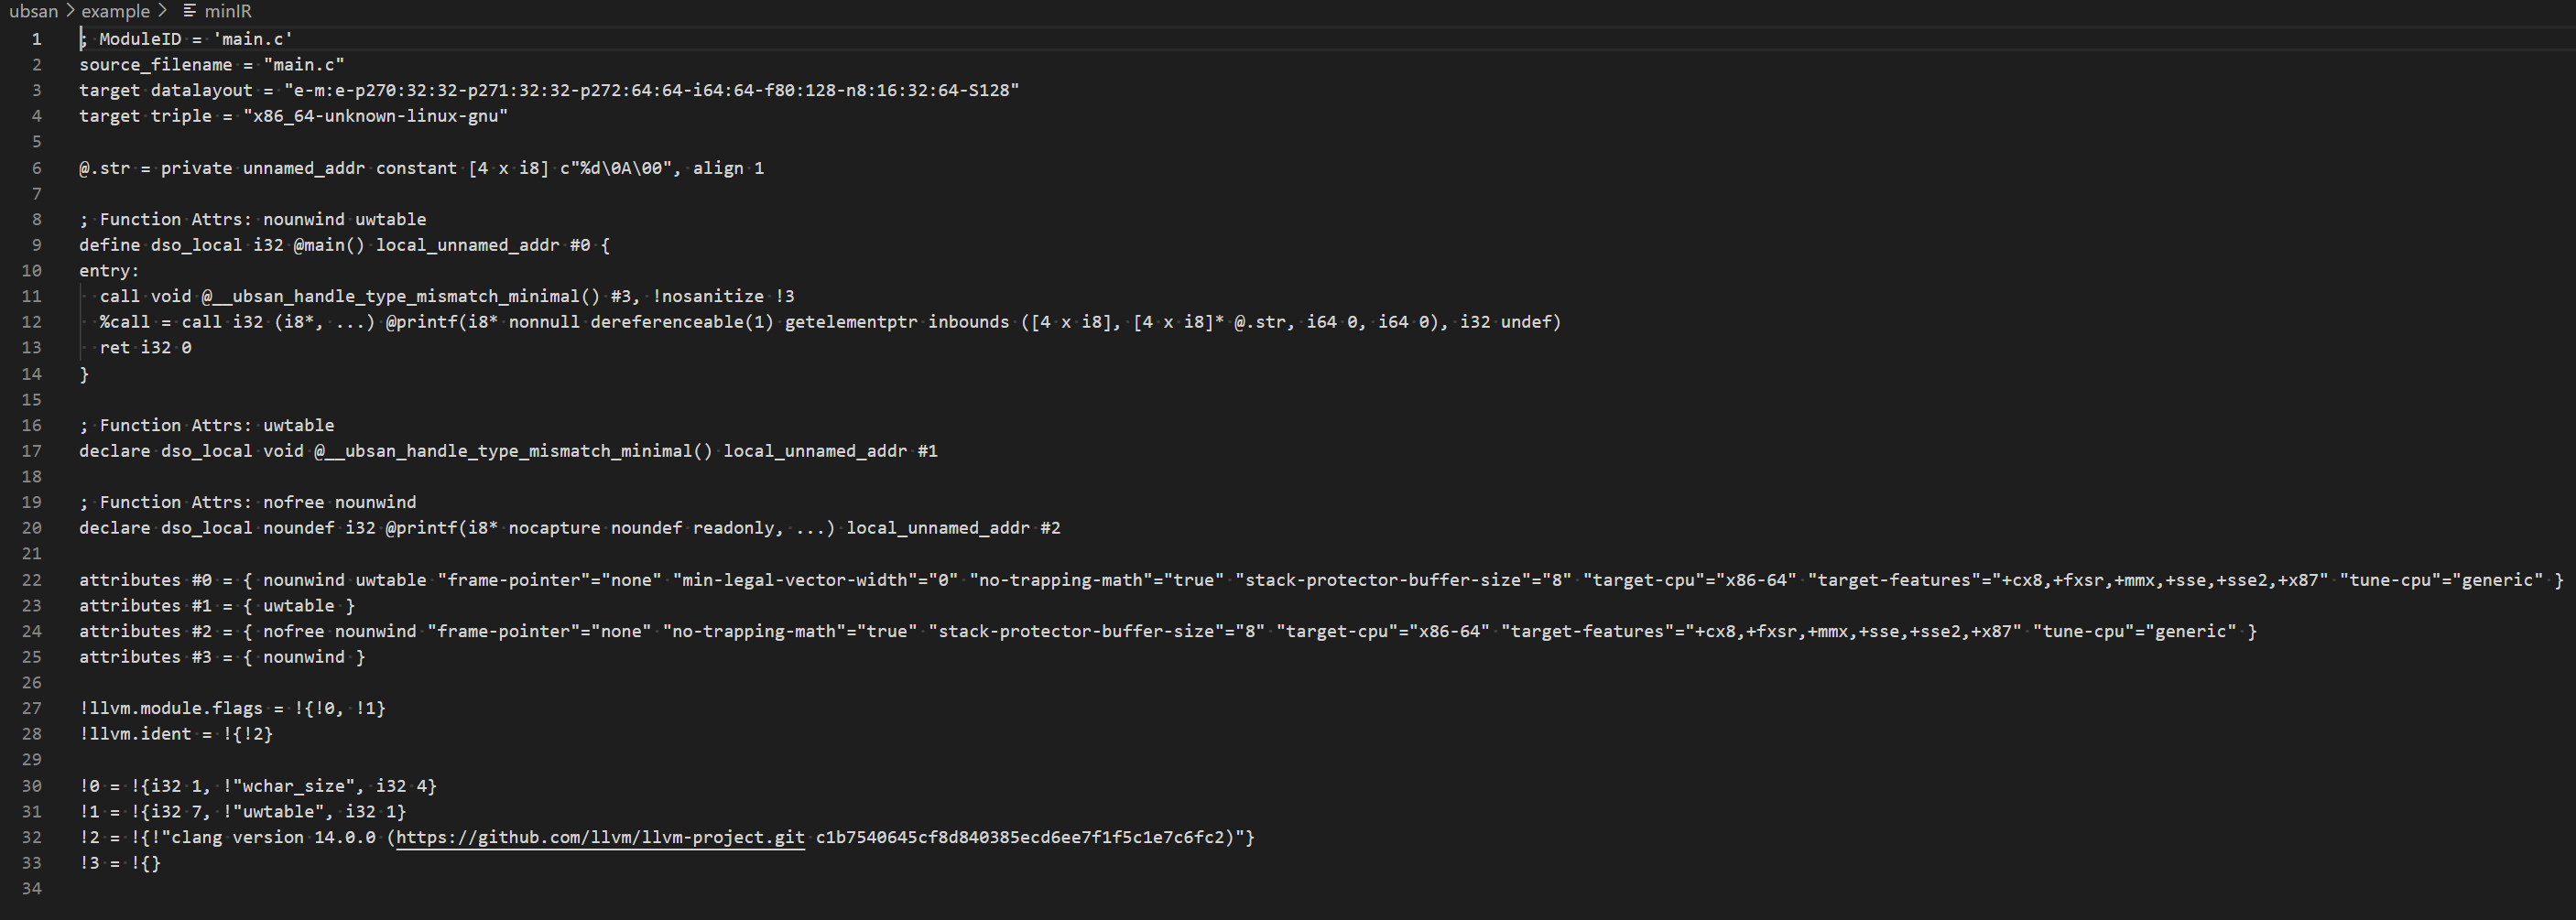 ubsan > example > minIR
1 ; ModuleID = 'main.c'
2 source_filename = "main.c"
3 target datalayout = "e-m:e-p270:32:32-p271:32:32-p272:64:64-i64:64-f80:128-n8:16:32:64-S128"
4 target triple = "x86_64-unknown-linux-gnu"
5
6 @.str = private unnamed_addr constant [4 x i8] c"%d\0A\00", align 1
7
8 ; Function Attrs: nounwind uwtable
9 define dso_local i32 @main() local_unnamed_addr #0 {
10 entry:
11   call void @__ubsan_handle_type_mismatch_minimal() #3, !nosanitize !3
12   %call = call i32 (i8*, ...) @printf(i8* nonnull dereferenceable(1) getelementptr inbounds ([4 x i8], [4 x i8]* @.str, i64 0, i64 0), i32 undef)
13   ret i32 0
14 }
15
16 ; Function Attrs: uwtable
17 declare dso_local void @__ubsan_handle_type_mismatch_minimal() local_unnamed_addr #1
18
19 ; Function Attrs: nofree nounwind
20 declare dso_local noundef i32 @printf(i8* nocapture noundef readonly, ...) local_unnamed_addr #2
21
22 attributes #0 = { nounwind uwtable "frame-pointer"="none" "min-legal-vector-width"="0" "no-trapping-math"="true" "stack-protector-buffer-size"="8" "target-cpu"="x86-64" "target-features"="+cx8,+fxsr,+mmx,+sse,+sse2,+x87" "tune-cpu"="generic" }
23 attributes #1 = { uwtable }
24 attributes #2 = { nofree nounwind "frame-pointer"="none" "no-trapping-math"="true" "stack-protector-buffer-size"="8" "target-cpu"="x86-64" "target-features"="+cx8,+fxsr,+mmx,+sse,+sse2,+x87" "tune-cpu"="generic" }
25 attributes #3 = { nounwind }
26
27 !llvm.module.flags = !{!0, !1}
28 !llvm.ident = !{!2}
29
30 !0 = !{i32 1, !"wchar_size", i32 4}
31 !1 = !{i32 7, !"uwtable", i32 1}
32 !2 = !{!"clang version 14.0.0 (https://github.com/llvm/llvm-project.git c1b7540645cf8d840385ecd6ee7f1f5c1e7c6fc2)"}
33 !3 = !{}
34